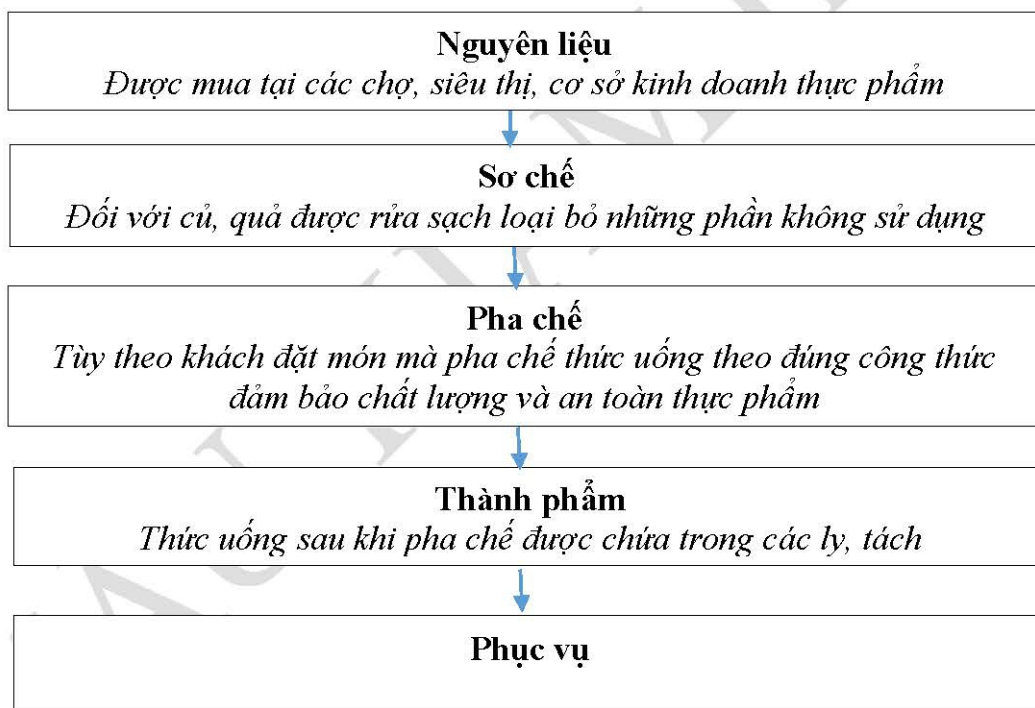 Nguyên liệu
Được mua tại các chợ, siêu thị, cơ sở kinh doanh thực phẩm
Sơ chế
Đối với củ, quả được rửa sạch loại bỏ những phần không sử dụng
Pha chế
Tùy theo khách đặt món mà pha chế thức uống theo đúng công thức
đảm bảo chất lượng và an toàn thực phẩm
Thành phẩm
Thức uống sau khi pha chế được chứa trong các ly, tách
Phục vụ